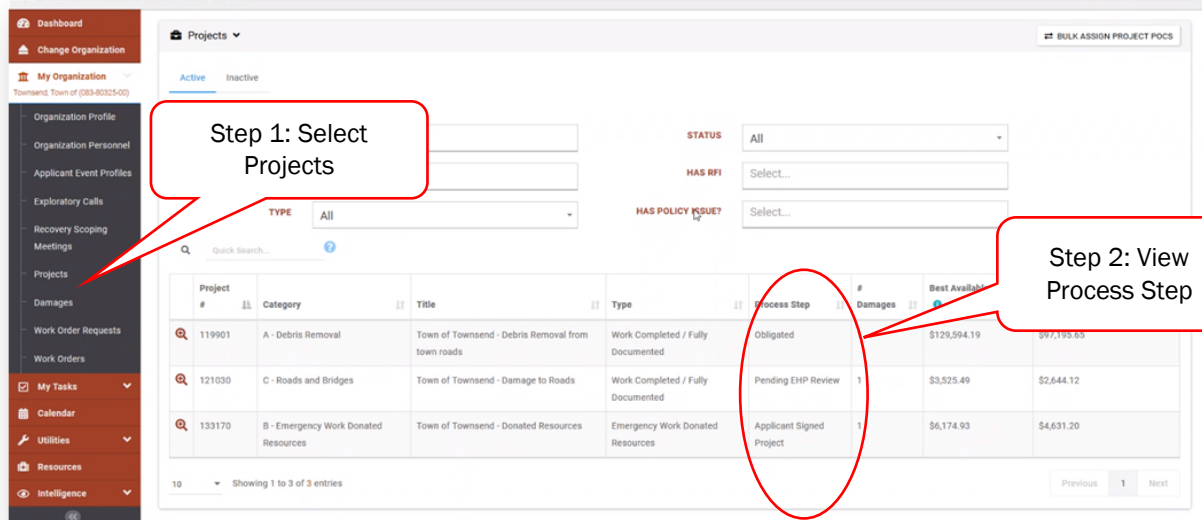 Dashboard
Change Organization
My Organization
Townsend, Town of (083-80325-00)
Organization Profile
Organization Personnel
Applicant Event Profiles
Exploratory Calls
Recovery Scoping
Meetings
Projects
Damages
Work Order Requests
Work Orders
My Tasks
Calendar
Utilities
Resources
Intelligence
Projects
BULK ASSIGN PROJECT POCS
Active Inactive
Step 1: Select
Projects
STATUS All
HAS RFI Select...
TYPE All
HAS POLICY ISSUE? Select...
Quick Search...
Step 2: View
Process Step
Project
#
Category
Title
Type
Process Step
#
Damages
Best Available
119901 A - Debris Removal Town of Townsend - Debris Removal from Work Completed / Fully Obligated $129,594.19 $97,195.65
town roads Documented
121030 C - Roads and Bridges Town of Townsend - Damage to Roads Work Completed / Fully Pending EHP Review 1 $3,525.49 $2,644.12
Documented
133170 B - Emergency Work Donated Town of Townsend - Donated Resources Emergency Work Donated Applicant Signed 1 $6,174.93 $4,631.20
Resources Resources Project
10 Showing 1 to 3 of 3 entries
Previous 1 Next